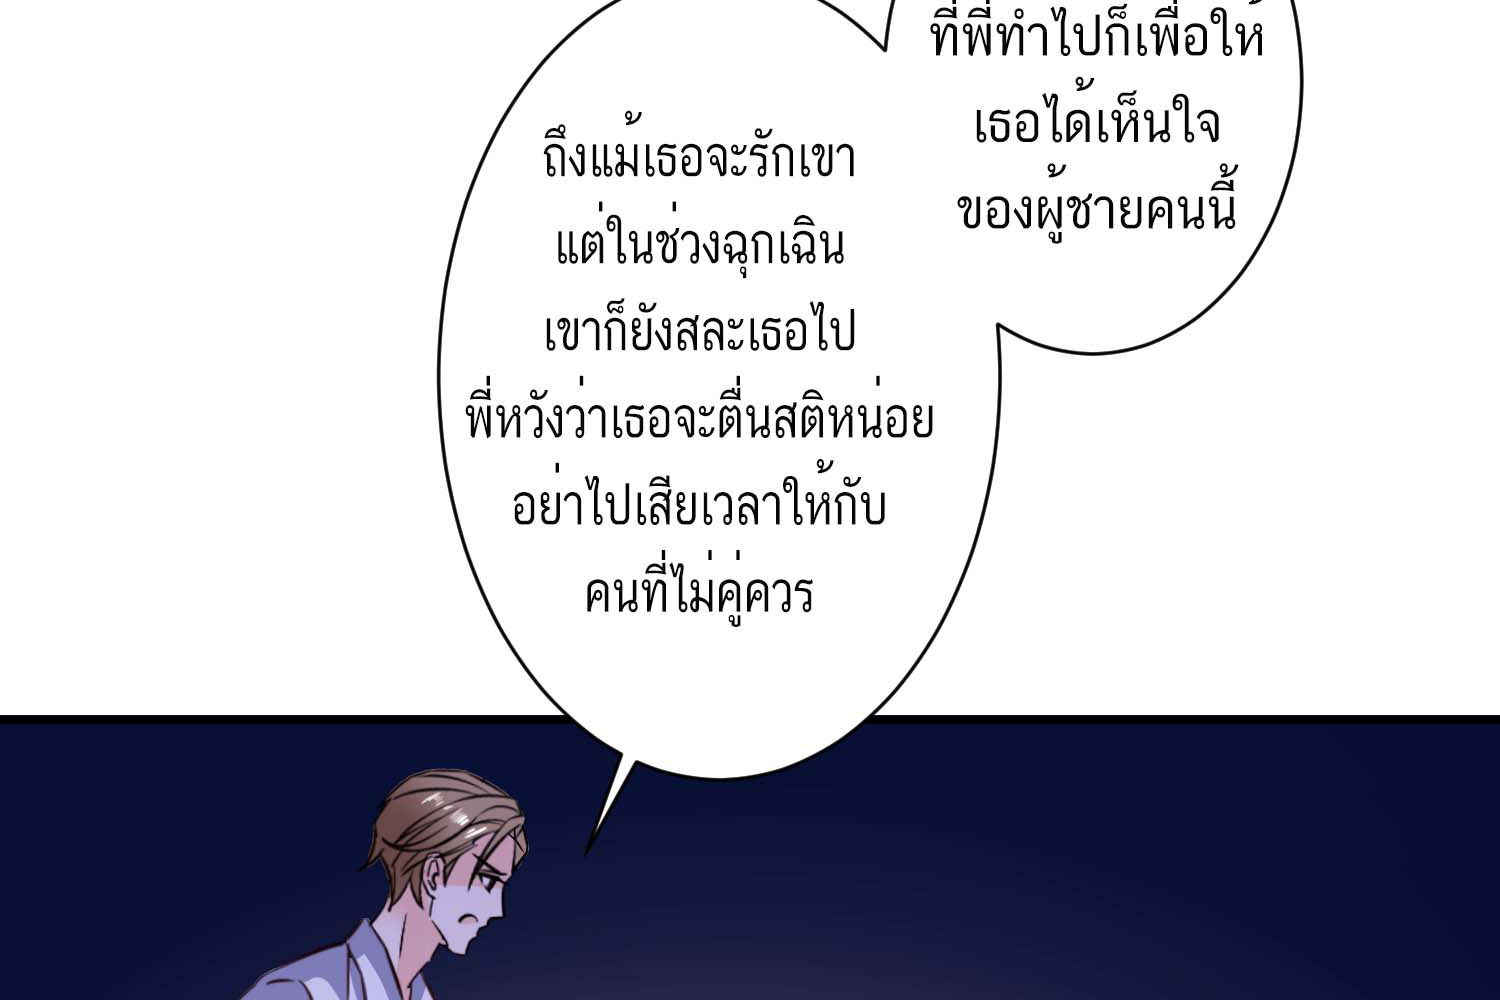 ที่พี่ทำไปก็เพื่อให้
เธอได้เห็นใจ
ของผู้ชายคนนี้
ถึงแม้เธอจะรักเขา
แต่ในช่วงฉุกเฉิน
เขาก็ยังสละเธอไป
พี่หวังว่าเธอจะตื่นสติหน่อย
อย่าไปเสียเวลาให้กับ
คนที่ไม่คู่ควร